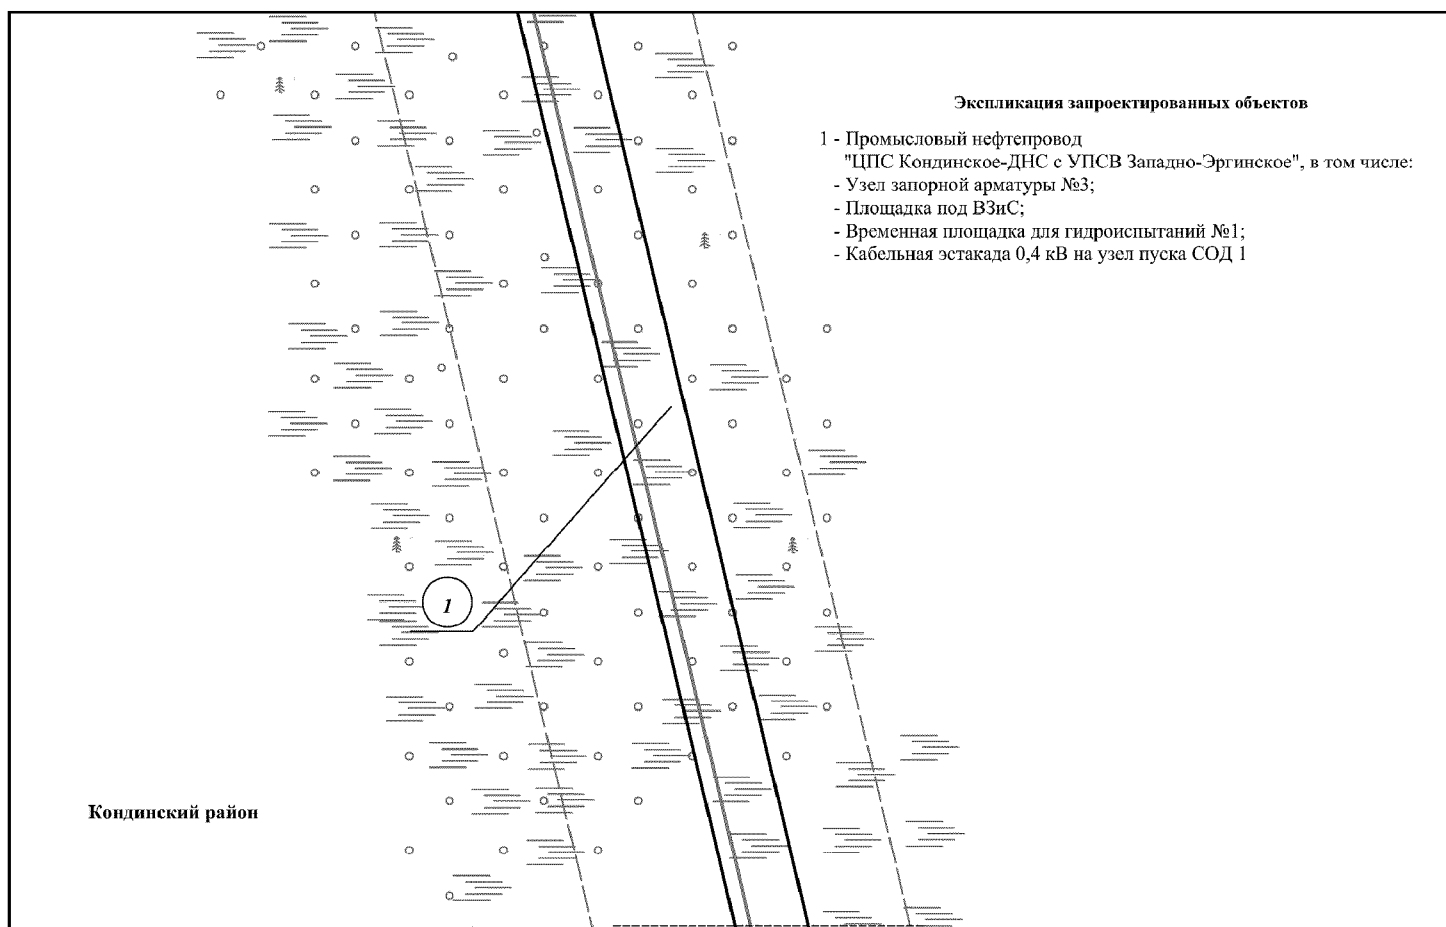 Экспликация запроектированных объектов
1 - Промысловый нефтепровод
"ЦПС Кондинское-ДНС с УПСВ Западно-Эргинское", в том числе:
- Узел запорной арматуры №3;
- Площадка под ВЗиС;
- Временная площадка для гидроиспытаний №1;
- Кабельная эстакада 0,4 кВ на узел пуска СОД 1
1
Кондинский район